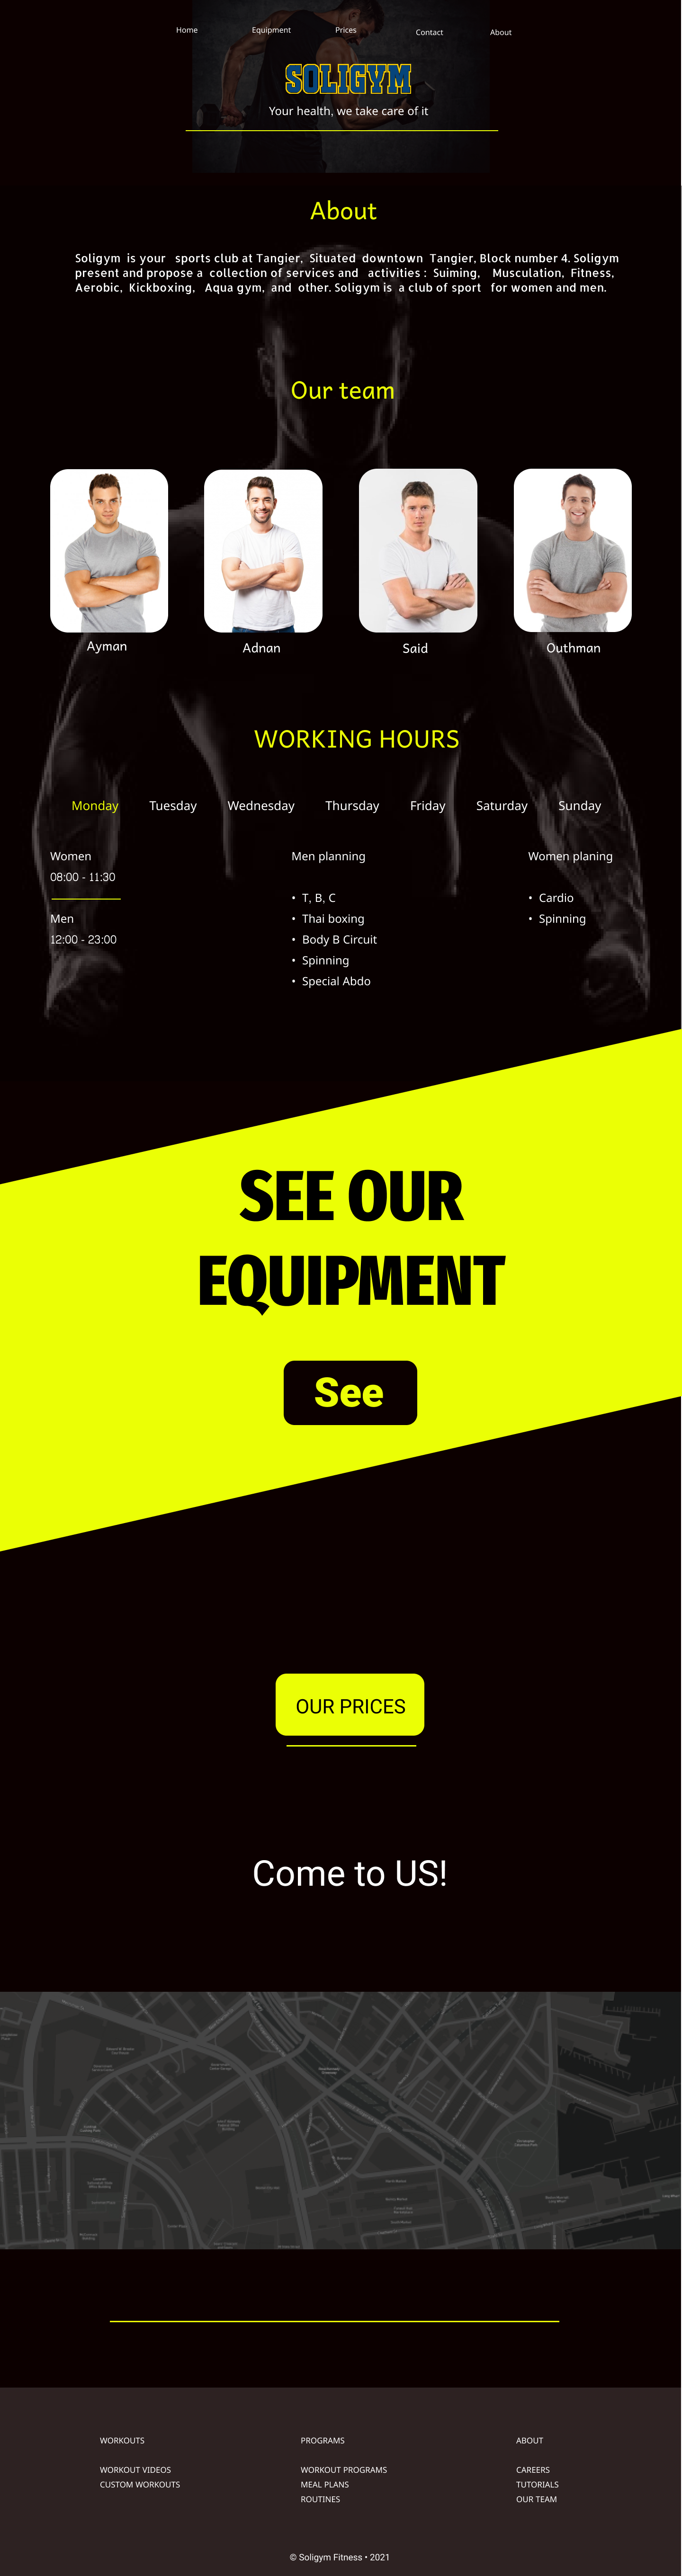 Home Equipment Prices Contact About
SOLIGYM
Your health, we take care of it
About
Soligym is your sports club at Tangier, Situated downtown Tangier, Block number 4. Soligym
present and propose a collection of services and activities : Suiming, Musculation, Fitness,
Aerobic, Kickboxing, Aqua gym, and other. Soligym is a club of sport for women and men.
Our team
Ayman Adnan Said Outhman
WORKING HOURS
Monday Tuesday Wednesday Thursday Friday Saturday Sunday
Women
08:00 - 11:30
Men
12:00 - 23:00
Men planning
• T, B, C
• Thai boxing
• Body B Circuit
• Spinning
• Special Abdo
Women planing
• Cardio
• Spinning
SEE OUR
EQUIPMENT
See
OUR PRICES
Come to US!
WORKOUTS
WORKOUT VIDEOS
CUSTOM WORKOUTS
PROGRAMS
WORKOUT PROGRAMS
MEAL PLANS
ROUTINES
ABOUT
CAREERS
TUTORIALS
OUR TEAM
© Soligym Fitness • 2021